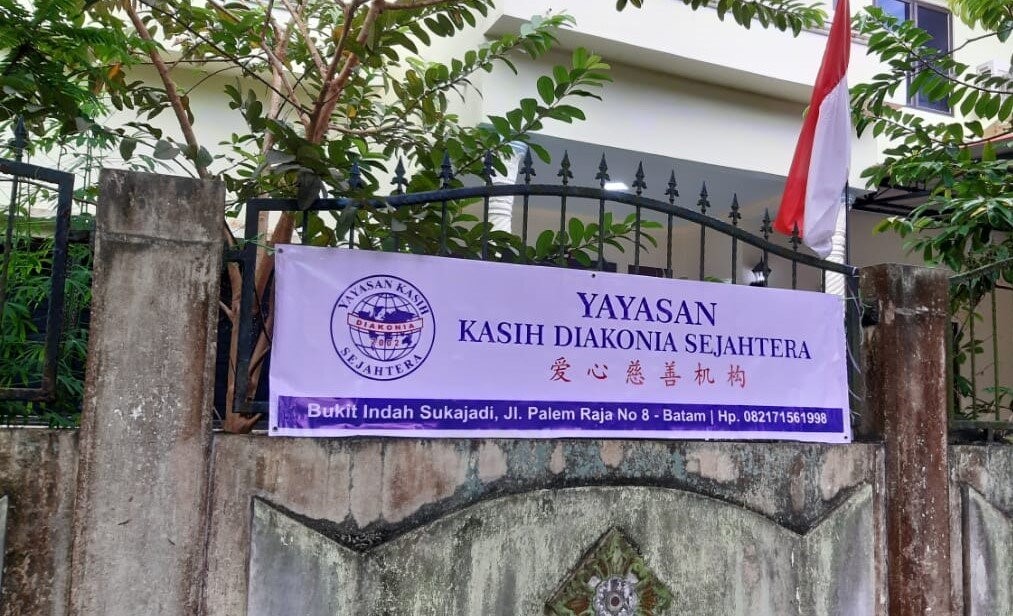 YAYASAN KASIH
DIAKONIA
2002
SEJAHTERA
YAYASAN
KASIH DIAKONIA SEJAHTERA
爱心慈善机构
Bukit Indah Sukajadi, Jl. Palem Raja No 8 - Batam | Hp. 082171561998